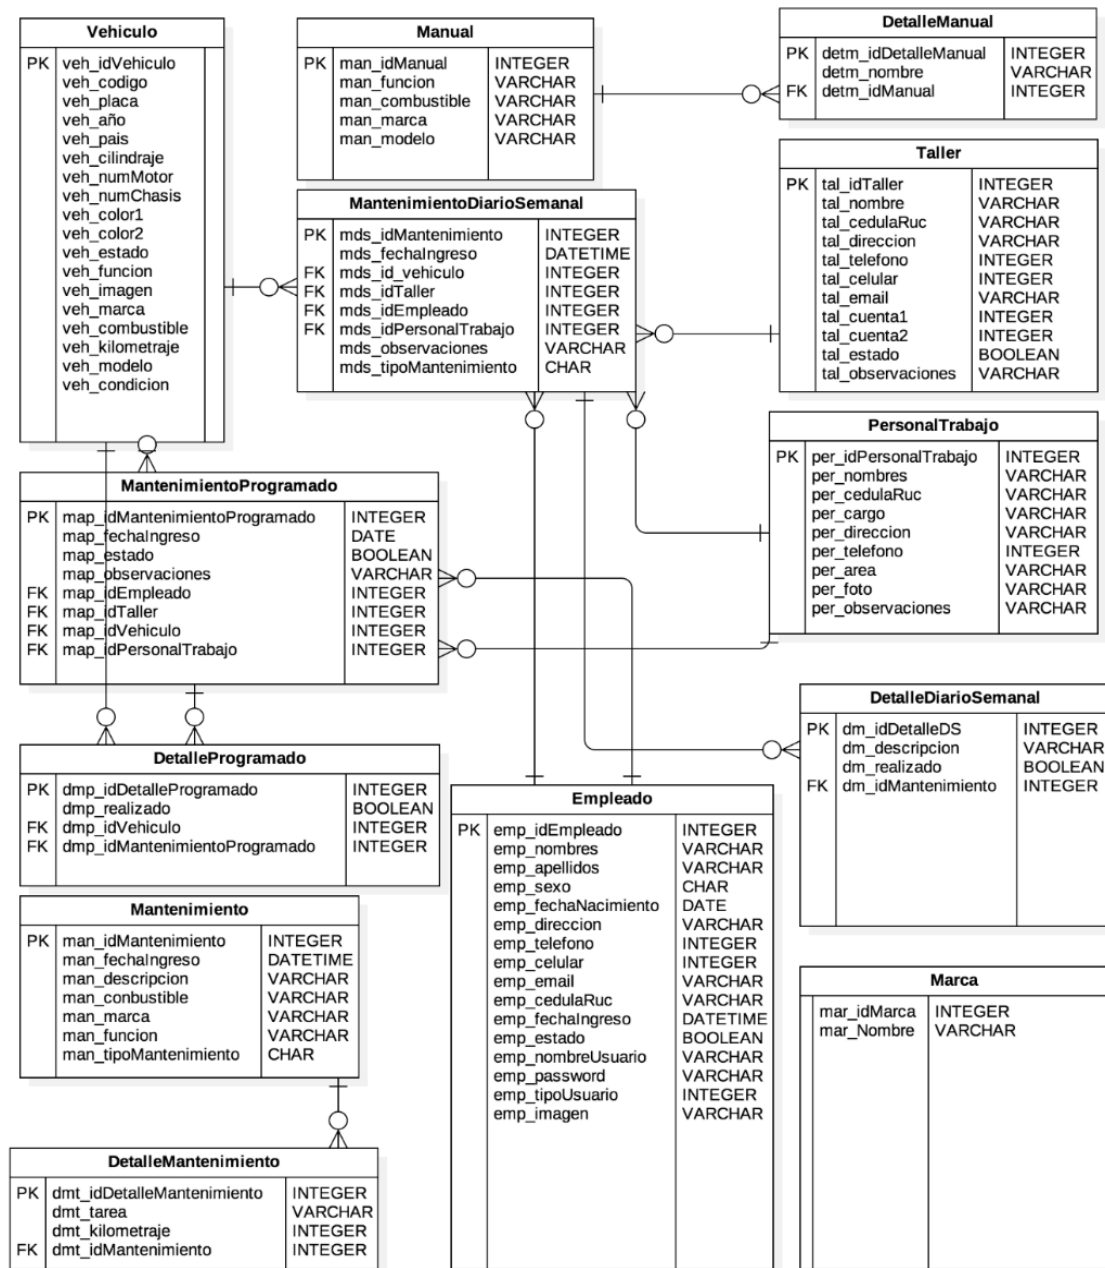 Vehiculo
PK veh_idVehiculo
veh_codigo
veh_placa
veh_año
veh_pais
veh_cilindraje
veh_numMotor
veh_numChasis
veh_color1
veh_color2
veh_estado
veh_funcion
veh_imagen
veh_marca
veh_combustible
veh_kilometraje
veh_modelo
veh_condicion
Manual
PK man_idManual INTEGER
man_funcion VARCHAR
man_combustible VARCHAR
man_marca VARCHAR
man_modelo VARCHAR
DetalleManual
PK detm_idDetalleManual INTEGER
detm_nombre VARCHAR
FK detm_idManual INTEGER
MantenimientoDiarioSemanal
PK mds_idMantenimiento INTEGER
mds_fechaIngreso DATETIME
FK mds_id_vehiculo INTEGER
FK mds_idTaller INTEGER
FK mds_idEmpleado INTEGER
FK mds_idPersonalTrabajo INTEGER
mds_observaciones VARCHAR
mds_tipoMantenimiento CHAR
Taller
PK tal_idTaller INTEGER
tal_nombre VARCHAR
tal_cedulaRuc VARCHAR
tal_direccion VARCHAR
tal_telefono INTEGER
tal_celular INTEGER
tal_email VARCHAR
tal_cuenta1 INTEGER
tal_cuenta2 INTEGER
tal_estado BOOLEAN
tal_observaciones VARCHAR
PersonalTrabajo
PK per_idPersonalTrabajo INTEGER
per_nombres VARCHAR
per_cedulaRuc VARCHAR
per_cargo VARCHAR
per_direccion VARCHAR
per_telefono INTEGER
per_area VARCHAR
per_foto VARCHAR
per_observaciones VARCHAR
MantenimientoProgramado
PK map_idMantenimientoProgramado INTEGER
map_fechaIngreso DATE
map_estado BOOLEAN
map_observaciones VARCHAR
FK map_idEmpleado INTEGER
FK map_idTaller INTEGER
FK map_idVehiculo INTEGER
FK map_idPersonalTrabajo INTEGER
DetalleDiarioSemanal
PK dm_idDetalleDS INTEGER
dm_descripcion VARCHAR
dm_realizado BOOLEAN
FK dm_idMantenimiento INTEGER
DetalleProgramado
PK dmp_idDetalleProgramado INTEGER
dmp_realizado BOOLEAN
FK dmp_idVehiculo INTEGER
FK dmp_idMantenimientoProgramado INTEGER
Empleado
PK emp_idEmpleado INTEGER
emp_nombres VARCHAR
emp_apellidos VARCHAR
emp_sexo CHAR
emp_fechaNacimiento DATE
emp_direccion VARCHAR
emp_telefono INTEGER
emp_celular INTEGER
emp_email VARCHAR
emp_cedulaRuc VARCHAR
emp_fechaIngreso DATETIME
emp_estado BOOLEAN
emp_nombreUsuario VARCHAR
emp_password VARCHAR
emp_tipoUsuario INTEGER
emp_imagen VARCHAR
Mantenimiento
PK man_idMantenimiento INTEGER
man_fechaIngreso DATETIME
man_descripcion VARCHAR
man_conbustible VARCHAR
man_marca VARCHAR
man_funcion VARCHAR
man_tipoMantenimiento CHAR
Marca
mar_idMarca INTEGER
mar_Nombre VARCHAR
DetalleMantenimiento
PK dmt_idDetalleMantenimiento INTEGER
dmt_tarea VARCHAR
dmt_kilometraje INTEGER
FK dmt_idMantenimiento INTEGER